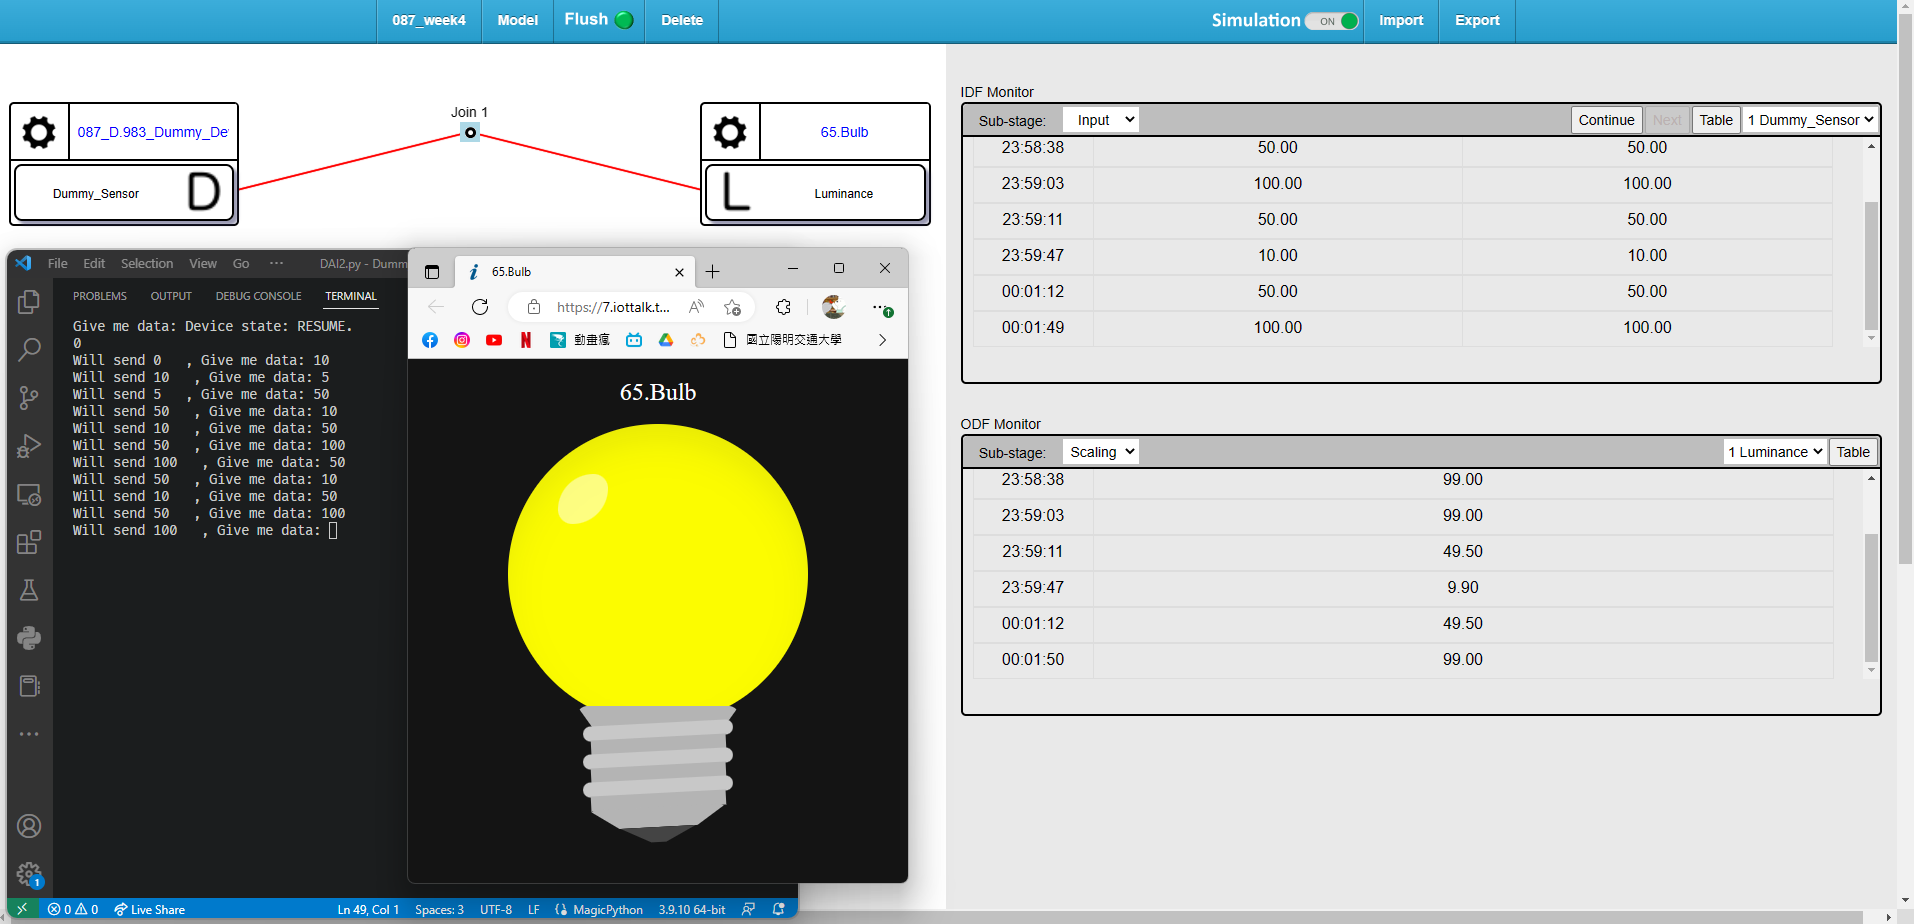 087_week4 Model Flush Delete Simulation ON Import Export
Join 1
087_D.983_Dummy_De
Dummy_Sensor D
65.Bulb
L Luminance
IDF Monitor
Sub-stage: Input Continue Next Table 1 Dummy_Sensor
23:58:38 50.00 50.00
23:59:03 100.00 100.00
23:59:11 50.00 50.00
23:59:47 10.00 10.00
00:01:12 50.00 50.00
00:01:49 100.00 100.00
ODF Monitor
Sub-stage: Scaling 1 Luminance Table
23:58:38 99.00
23:59:03 99.00
23:59:11 49.50
23:59:47 9.90
00:01:12 49.50
00:01:50 99.00
File Edit Selection View Go ··· DAI2.py - Dumm
PROBLEMS OUTPUT DEBUG CONSOLE TERMINAL
Give me data: Device state: RESUME.
0
Will send 0 , Give me data: 10
Will send 10 , Give me data: 5
Will send 5 , Give me data: 50
Will send 50 , Give me data: 10
Will send 10 , Give me data: 50
Will send 50 , Give me data: 100
Will send 100 , Give me data: 50
Will send 50 , Give me data: 10
Will send 10 , Give me data: 50
Will send 50 , Give me data: 100
Will send 100 , Give me data:
1
0 0 Live Share Ln 49, Col 1 Spaces: 3 UTF-8 LF MagicPython 3.9.10 64-bit
65.Bulb
https://7.iottalk.t...
動畫瘋 國立陽明交通大學
65.Bulb